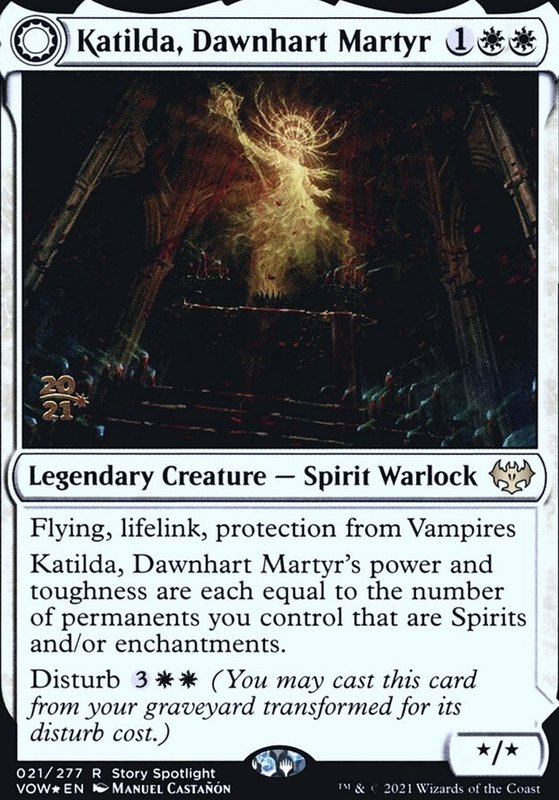 Katilda, Dawnhart Martyr 1
20
21
Legendary Creature — Spirit Warlock
Flying, lifelink, protection from Vampires
Katilda, Dawnhart Martyr's power and
toughness are each equal to the number
of permanents you control that are Spirits
and/or enchantments.
Disturb 3 (You may cast this card
from your graveyard transformed for its
disturb cost.)
*/*
021/277 R Story Spotlight
VOW★EN Manuel Castañón
™ & © 2021 Wizards of the Coast